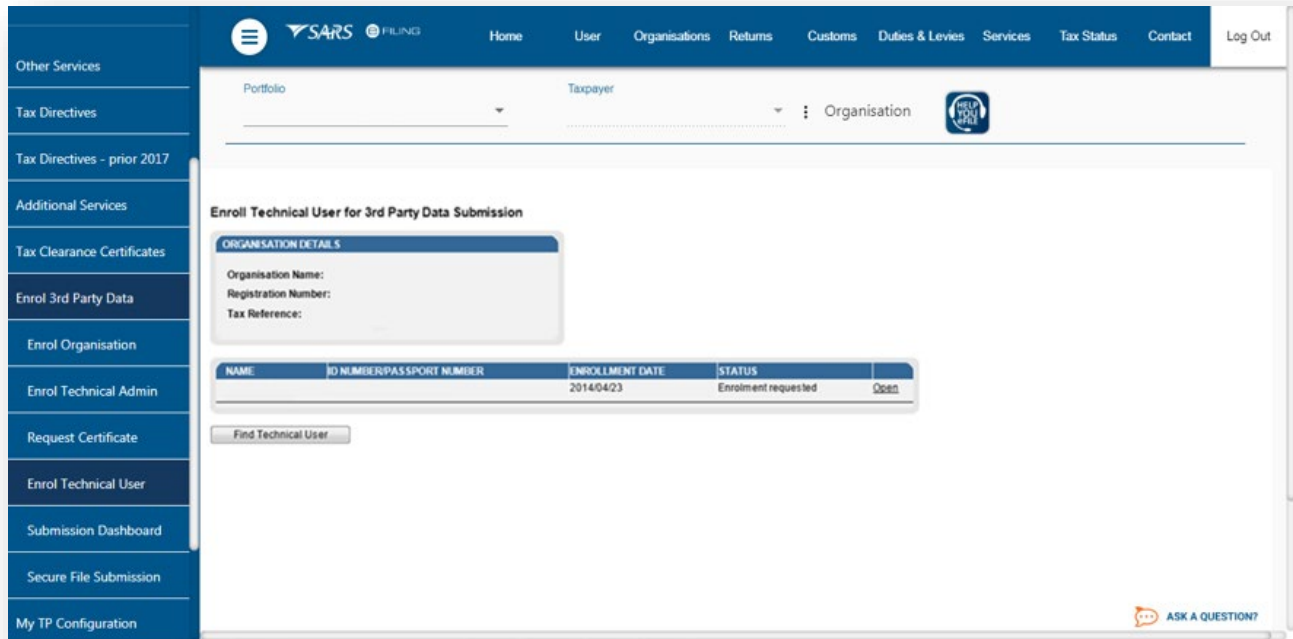 SARS eFILING
Home User Organisations Returns Customs Duties & Levies Services Tax Status Contact Log Out
Other Services
Tax Directives
Tax Directives - prior 2017
Additional Services
Tax Clearance Certificates
Enrol 3rd Party Data
Enrol Organisation
Enrol Technical Admin
Request Certificate
Enrol Technical User
Submission Dashboard
Secure File Submission
My TP Configuration
Portfolio Taxpayer
Organisation
HELP
YOU
eFILE
Enroll Technical User for 3rd Party Data Submission
ORGANISATION DETAILS
Organisation Name:
Registration Number:
Tax Reference:
NAME ID NUMBER/PASSPORT NUMBER ENROLLMENT DATE STATUS
2014/04/23 Enrolment requested Open
Find Technical User
ASK A QUESTION?